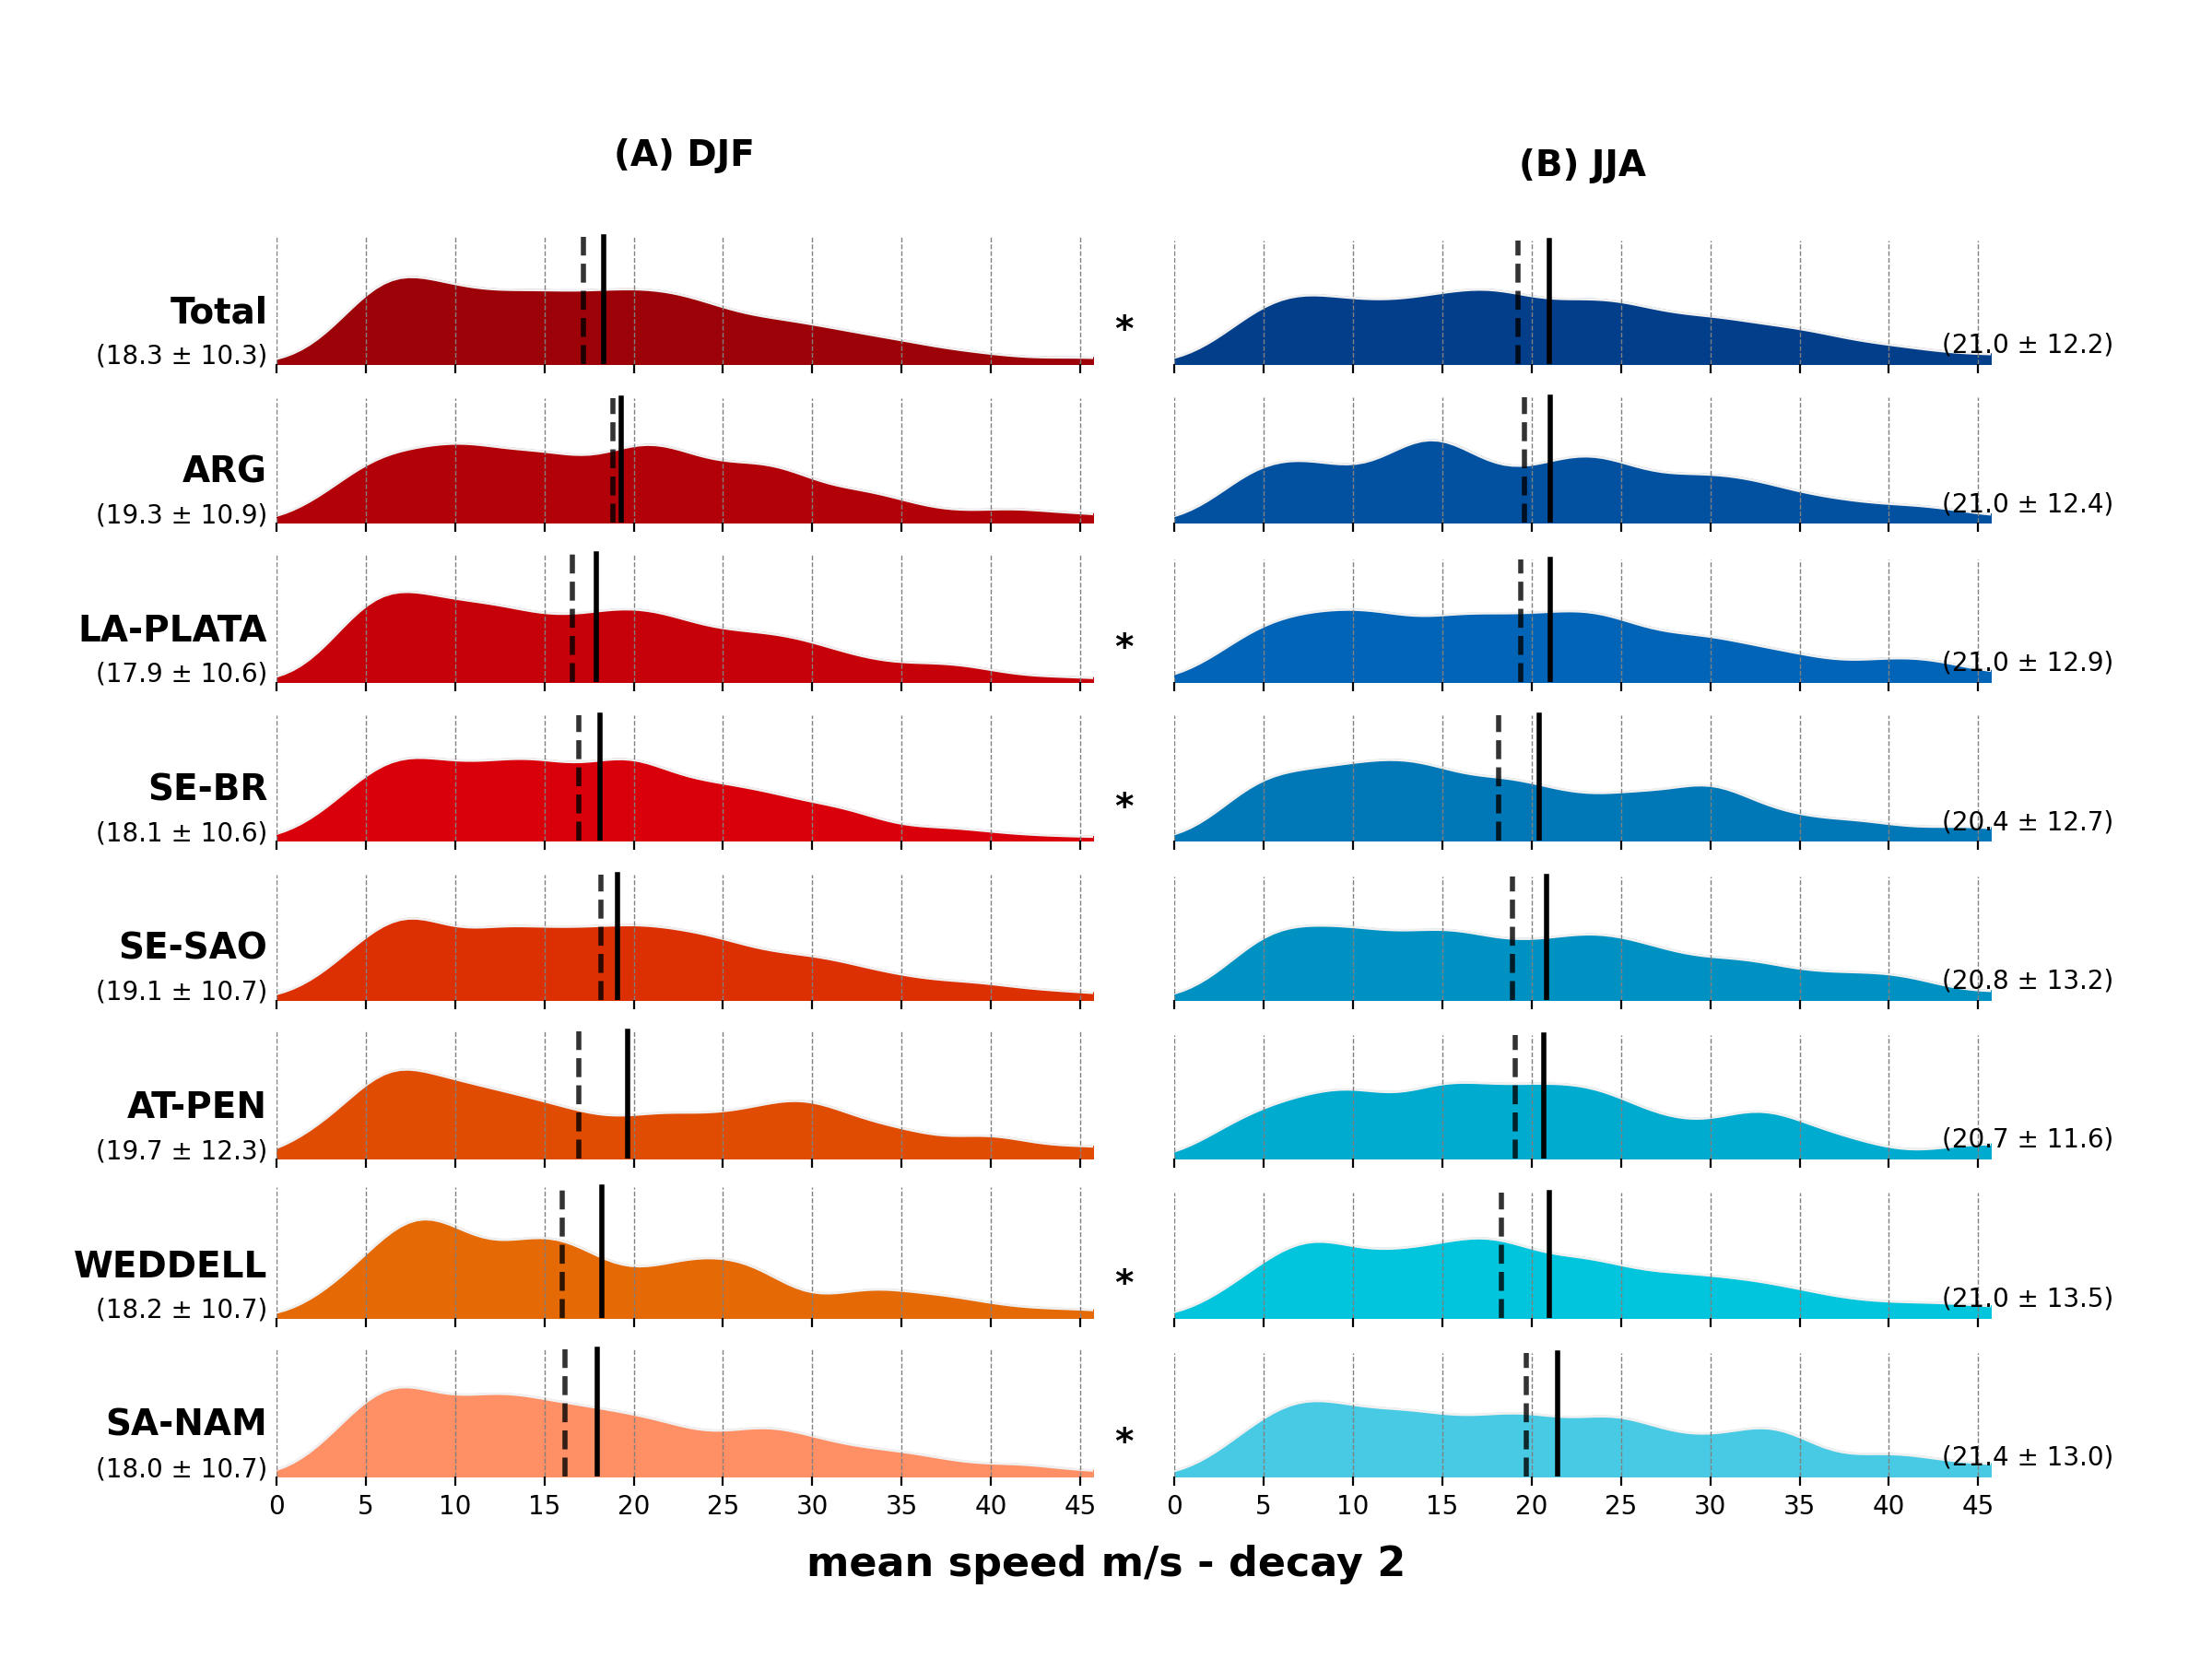 (A) DJF
(B) JJA
Total
(18.3 ± 10.3)
*
(21.0 ± 12.2)
ARG
(19.3 ± 10.9)
(21.0 ± 12.4)
LA-PLATA
(17.9 ± 10.6)
*
(21.0 ± 12.9)
SE-BR
(18.1 ± 10.6)
*
(20.4 ± 12.7)
SE-SAO
(19.1 ± 10.7)
(20.8 ± 13.2)
AT-PEN
(19.7 ± 12.3)
(20.7 ± 11.6)
WEDDELL
(18.2 ± 10.7)
*
(21.0 ± 13.5)
SA-NAM
(18.0 ± 10.7)
*
(21.4 ± 13.0)
0 5 10 15 20 25 30 35 40 45
0 5 10 15 20 25 30 35 40 45
mean speed m/s - decay 2